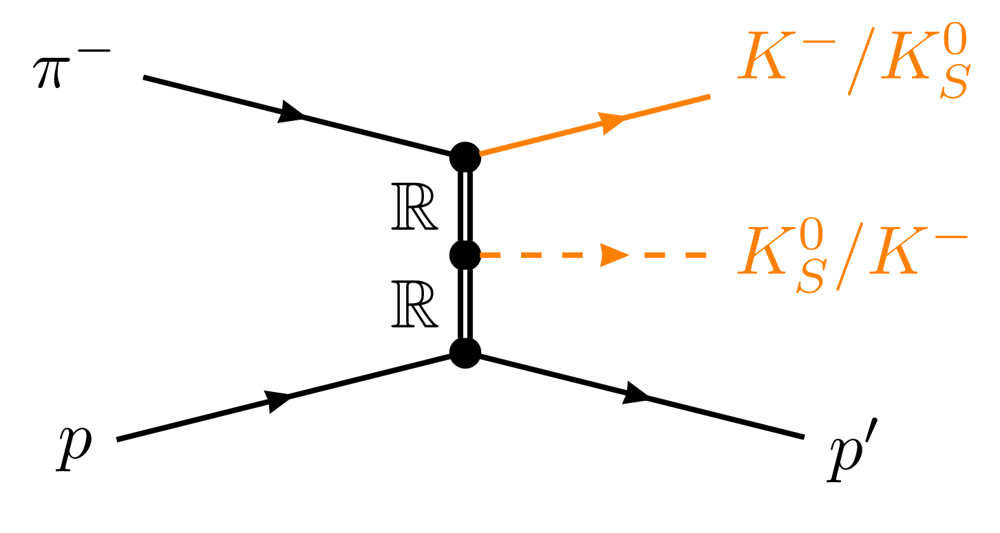 π⁻
K⁻/K⁰_S
ℝ
K⁰_S/K⁻
ℝ
p
p′